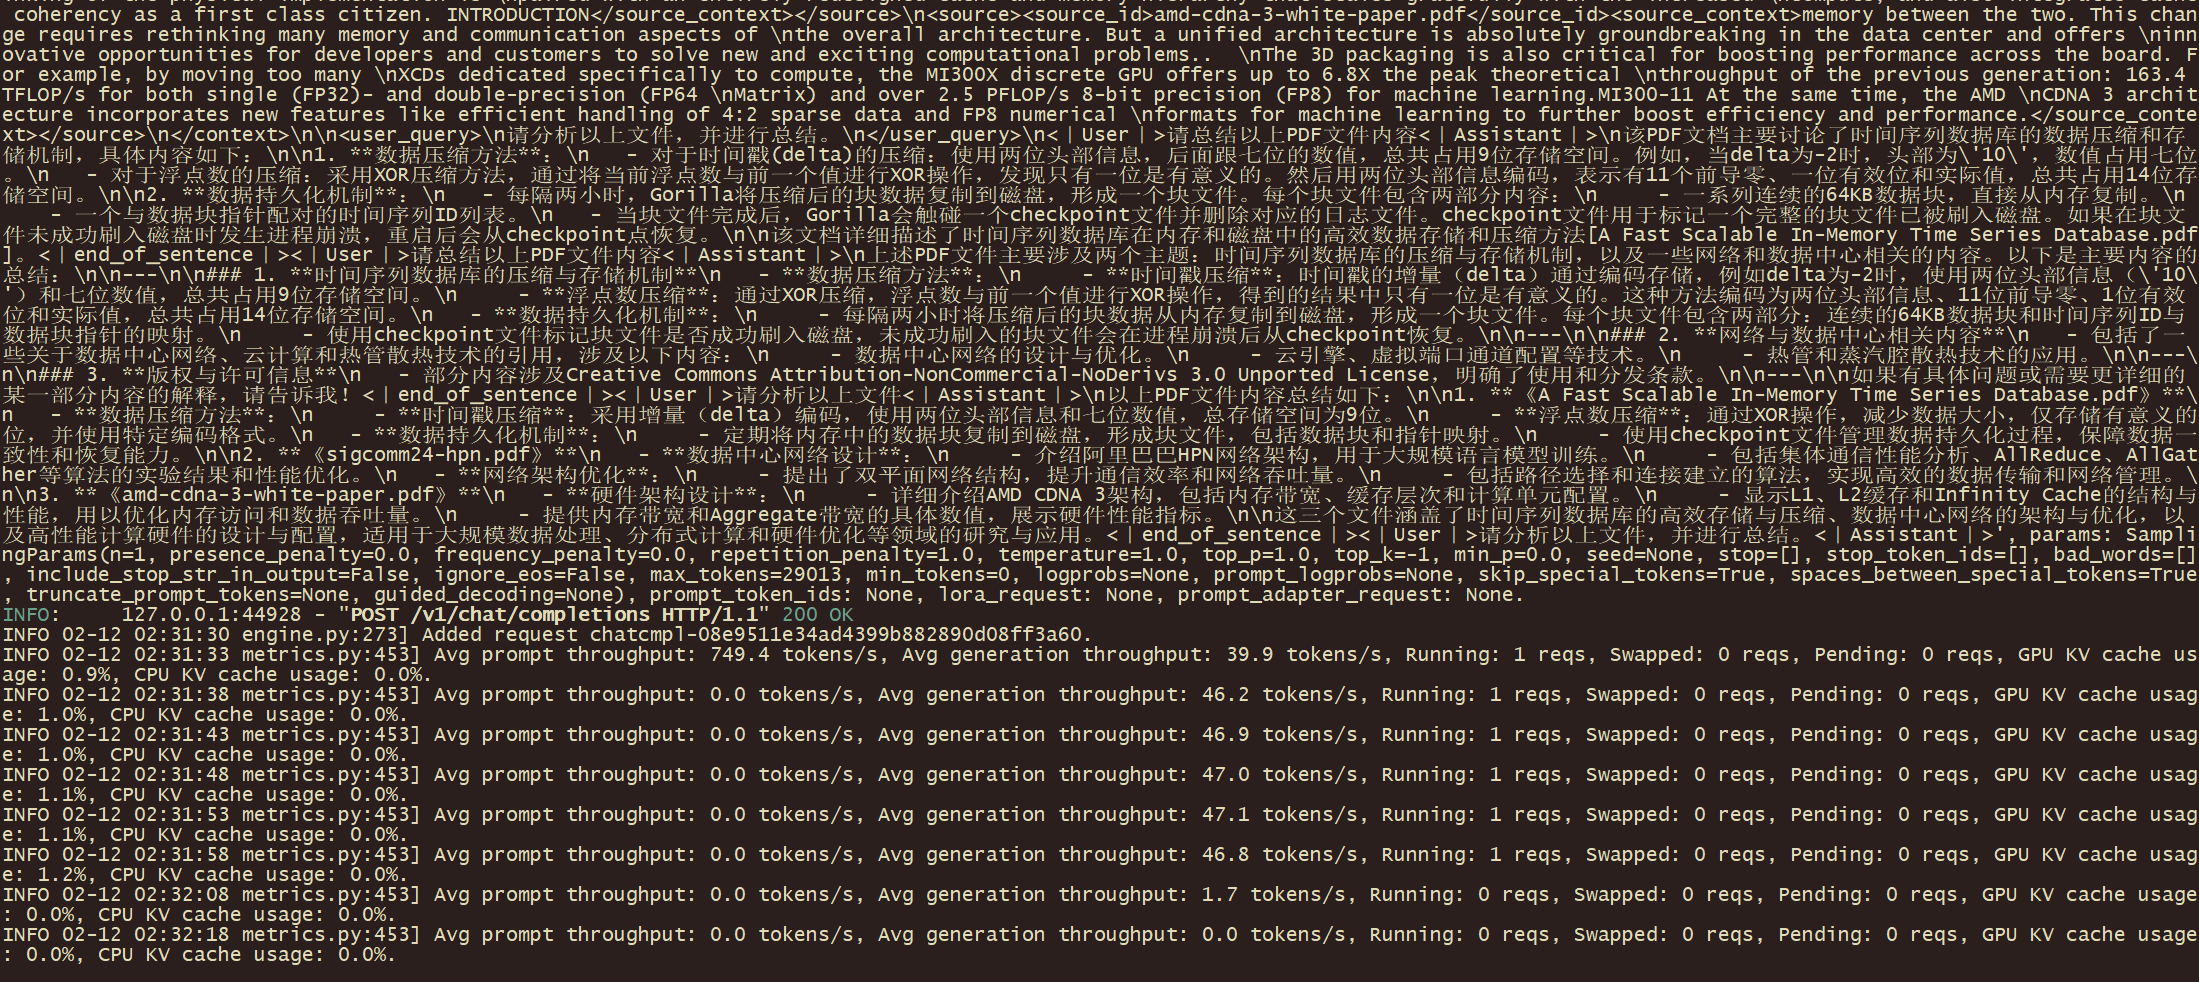 coherency as a first class citizen. INTRODUCTION</source_context></source>\n<source><source_id>amd-cdna-3-white-paper.pdf</source_id><source_context>memory between the two. This chan
ge requires rethinking many memory and communication aspects of \nthe overall architecture. But a unified architecture is absolutely groundbreaking in the data center and offers \ninn
ovative opportunities for developers and customers to solve new and exciting computational problems..  \nThe 3D packaging is also critical for boosting performance across the board. F
or example, by moving too many \nXCDs dedicated specifically to compute, the MI300X discrete GPU offers up to 6.8X the peak theoretical \nthroughput of the previous generation: 163.4
TFLOP/s for both single (FP32)- and double-precision (FP64 \nMatrix) and over 2.5 PFLOP/s 8-bit precision (FP8) for machine learning.MI300-11 At the same time, the AMD \nCDNA 3 archit
ecture incorporates new features like efficient handling of 4:2 sparse data and FP8 numerical \nformats for machine learning to further boost efficiency and performance.</source_conte
xt></source>\n</context>\n\n<user_query>\n请分析以上文件，并进行总结。\n</user_query>\n<｜User｜>请总结以上PDF文件内容<｜Assistant｜>\n该PDF文档主要讨论了时间序列数据库的数据压缩和存
储机制，具体内容如下：\n\n1. **数据压缩方法**：\n   - 对于时间戳(delta)的压缩：使用两位头部信息，后面跟七位的数值，总共占用9位存储空间。例如，当delta为-2时，头部为\'10\'，数值占用七位
。\n   - 对于浮点数的压缩：采用XOR压缩方法，通过将当前浮点数与前一个值进行XOR操作，发现只有一位是有意义的。然后用两位头部信息编码，表示有11个前导零、一位有效位和实际值，总共占用14位存
储空间。\n\n2. **数据持久化机制**：\n   - 每隔两小时，Gorilla将压缩后的块数据复制到磁盘，形成一个块文件。每个块文件包含两部分内容：\n     - 一系列连续的64KB数据块，直接从内存复制。\n
     - 一个与数据块指针配对的时间序列ID列表。\n   - 当块文件完成后，Gorilla会触碰一个checkpoint文件并删除对应的日志文件。checkpoint文件用于标记一个完整的块文件已被刷入磁盘。如果在块文
件未成功刷入磁盘时发生进程崩溃，重启后会从checkpoint点恢复。\n\n该文档详细描述了时间序列数据库在内存和磁盘中的高效数据存储和压缩方法[A Fast Scalable In-Memory Time Series Database.pdf
]。<｜end_of_sentence｜><｜User｜>请总结以上PDF文件内容<｜Assistant｜>\n上述PDF文件主要涉及两个主题：时间序列数据库的压缩与存储机制，以及一些网络和数据中心相关的内容。以下是主要内容的
总结：\n\n---\n\n### 1. **时间序列数据库的压缩与存储机制**\n   - **数据压缩方法**：\n     - **时间戳压缩**：时间戳的增量（delta）通过编码存储，例如delta为-2时，使用两位头部信息（\'10\
'）和七位数值，总共占用9位存储空间。\n     - **浮点数压缩**：通过XOR压缩，浮点数与前一个值进行XOR操作，得到的结果中只有一位是有意义的。这种方法编码为两位头部信息、11位前导零、1位有效
位和实际值，总共占用14位存储空间。\n   - **数据持久化机制**：\n     - 每隔两小时将压缩后的块数据从内存复制到磁盘，形成一个块文件。每个块文件包含两部分：连续的64KB数据块和时间序列ID与
数据块指针的映射。\n     - 使用checkpoint文件标记块文件是否成功刷入磁盘，未成功刷入的块文件会在进程崩溃后从checkpoint恢复。\n\n---\n\n### 2. **网络与数据中心相关内容**\n   - 包括了一
些关于数据中心网络、云计算和热管散热技术的引用，涉及以下内容：\n     - 数据中心网络的设计与优化。\n     - 云引擎、虚拟端口通道配置等技术。\n     - 热管和蒸汽腔散热技术的应用。\n\n---\
n\n### 3. **版权与许可信息**\n   - 部分内容涉及Creative Commons Attribution-NonCommercial-NoDerivs 3.0 Unported License，明确了使用和分发条款。\n\n---\n\n如果有具体问题或需要更详细的
某一部分内容的解释，请告诉我！<｜end_of_sentence｜><｜User｜>请分析以上文件<｜Assistant｜>\n以上PDF文件内容总结如下：\n\n1. **《A Fast Scalable In-Memory Time Series Database.pdf》**\
n   - **数据压缩方法**：\n     - **时间戳压缩**：采用增量（delta）编码，使用两位头部信息和七位数值，总存储空间为9位。\n     - **浮点数压缩**：通过XOR操作，减少数据大小，仅存储有意义的
位，并使用特定编码格式。\n   - **数据持久化机制**：\n     - 定期将内存中的数据块复制到磁盘，形成块文件，包括数据块和指针映射。\n     - 使用checkpoint文件管理数据持久化过程，保障数据一
致性和恢复能力。\n\n2. **《sigcomm24-hpn.pdf》**\n   - **数据中心网络设计**：\n     - 介绍阿里巴巴HPN网络架构，用于大规模语言模型训练。\n     - 包括集体通信性能分析、AllReduce、AllGat
her等算法的实验结果和性能优化。\n   - **网络架构优化**：\n     - 提出了双平面网络结构，提升通信效率和网络吞吐量。\n     - 包括路径选择和连接建立的算法，实现高效的数据传输和网络管理。\
n\n3. **《amd-cdna-3-white-paper.pdf》**\n   - **硬件架构设计**：\n     - 详细介绍AMD CDNA 3架构，包括内存带宽、缓存层次和计算单元配置。\n     - 显示L1、L2缓存和Infinity Cache的结构与
性能，用以优化内存访问和数据吞吐量。\n     - 提供内存带宽和Aggregate带宽的具体数值，展示硬件性能指标。\n\n这三个文件涵盖了时间序列数据库的高效存储与压缩、数据中心网络的架构与优化，以
及高性能计算硬件的设计与配置，适用于大规模数据处理、分布式计算和硬件优化等领域的研究与应用。<｜end_of_sentence｜><｜User｜>请分析以上文件，并进行总结。<｜Assistant｜>', params: Sampli
ngParams(n=1, presence_penalty=0.0, frequency_penalty=0.0, repetition_penalty=1.0, temperature=1.0, top_p=1.0, top_k=-1, min_p=0.0, seed=None, stop=[], stop_token_ids=[], bad_words=[]
, include_stop_str_in_output=False, ignore_eos=False, max_tokens=29013, min_tokens=0, logprobs=None, prompt_logprobs=None, skip_special_tokens=True, spaces_between_special_tokens=True
, truncate_prompt_tokens=None, guided_decoding=None), prompt_token_ids: None, lora_request: None, prompt_adapter_request: None.
INFO:     127.0.0.1:44928 - "POST /v1/chat/completions HTTP/1.1" 200 OK
INFO 02-12 02:31:30 engine.py:273] Added request chatcmpl-08e9511e34ad4399b882890d08ff3a60.
INFO 02-12 02:31:33 metrics.py:453] Avg prompt throughput: 749.4 tokens/s, Avg generation throughput: 39.9 tokens/s, Running: 1 reqs, Swapped: 0 reqs, Pending: 0 reqs, GPU KV cache us
age: 0.9%, CPU KV cache usage: 0.0%.
INFO 02-12 02:31:38 metrics.py:453] Avg prompt throughput: 0.0 tokens/s, Avg generation throughput: 46.2 tokens/s, Running: 1 reqs, Swapped: 0 reqs, Pending: 0 reqs, GPU KV cache usag
e: 1.0%, CPU KV cache usage: 0.0%.
INFO 02-12 02:31:43 metrics.py:453] Avg prompt throughput: 0.0 tokens/s, Avg generation throughput: 46.9 tokens/s, Running: 1 reqs, Swapped: 0 reqs, Pending: 0 reqs, GPU KV cache usag
e: 1.0%, CPU KV cache usage: 0.0%.
INFO 02-12 02:31:48 metrics.py:453] Avg prompt throughput: 0.0 tokens/s, Avg generation throughput: 47.0 tokens/s, Running: 1 reqs, Swapped: 0 reqs, Pending: 0 reqs, GPU KV cache usag
e: 1.1%, CPU KV cache usage: 0.0%.
INFO 02-12 02:31:53 metrics.py:453] Avg prompt throughput: 0.0 tokens/s, Avg generation throughput: 47.1 tokens/s, Running: 1 reqs, Swapped: 0 reqs, Pending: 0 reqs, GPU KV cache usag
e: 1.1%, CPU KV cache usage: 0.0%.
INFO 02-12 02:31:58 metrics.py:453] Avg prompt throughput: 0.0 tokens/s, Avg generation throughput: 46.8 tokens/s, Running: 1 reqs, Swapped: 0 reqs, Pending: 0 reqs, GPU KV cache usag
e: 1.2%, CPU KV cache usage: 0.0%.
INFO 02-12 02:32:08 metrics.py:453] Avg prompt throughput: 0.0 tokens/s, Avg generation throughput: 1.7 tokens/s, Running: 0 reqs, Swapped: 0 reqs, Pending: 0 reqs, GPU KV cache usage
: 0.0%, CPU KV cache usage: 0.0%.
INFO 02-12 02:32:18 metrics.py:453] Avg prompt throughput: 0.0 tokens/s, Avg generation throughput: 0.0 tokens/s, Running: 0 reqs, Swapped: 0 reqs, Pending: 0 reqs, GPU KV cache usage
: 0.0%, CPU KV cache usage: 0.0%.